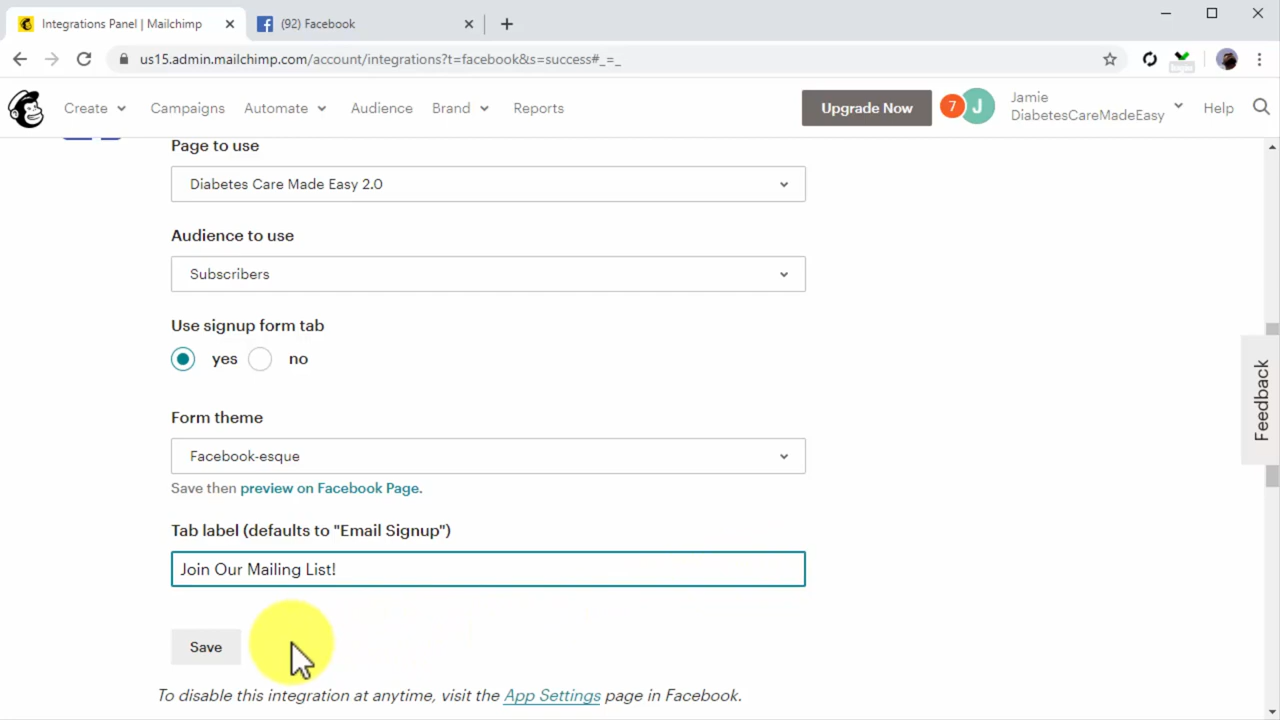 Integrations Panel | Mailchimp
(92) Facebook
us15.admin.mailchimp.com/account/integrations?t=facebook&s=success#_=_
Create Campaigns Automate Audience Brand Reports
Upgrade Now
7
J
Jamie
DiabetesCareMadeEasy
Help
Page to use
Diabetes Care Made Easy 2.0
Audience to use
Subscribers
Use signup form tab
yes no
Form theme
Facebook-esque
Save then preview on Facebook Page.
Tab label (defaults to "Email Signup")
Join Our Mailing List!
Save
To disable this integration at anytime, visit the App Settings page in Facebook.
Feedback